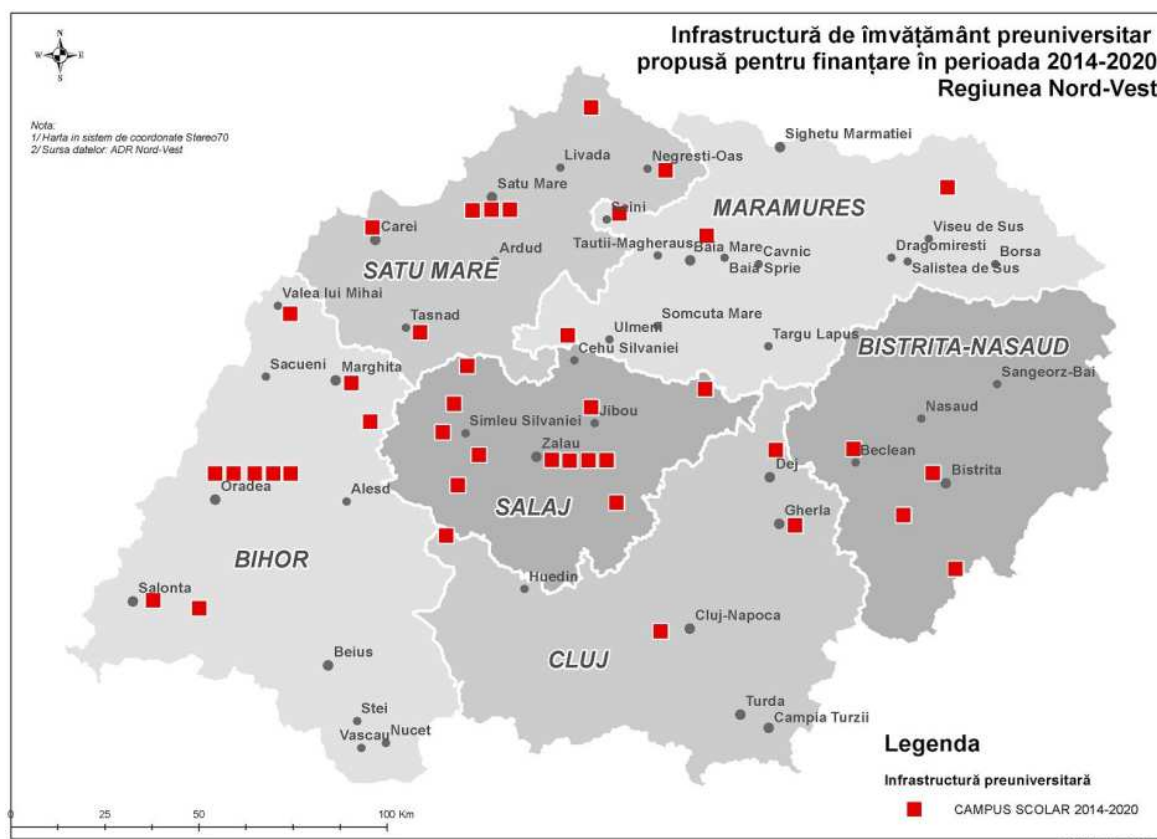 Infrastructură de îmvățământ preuniversitar
propusă pentru finanțare în perioada 2014-2020
Regiunea Nord-Vest
N
W
E
S
Nota:
1/ Harta in sistem de coordonate Stereo70
2/ Sursa datelor: ADR Nord-Vest
Sighetu Marmatiei
Livada
Negresti-Oas
Satu Mare
Seini
MARAMURES
Carei
Viseu de Sus
Tautii-Magheraus
Baia Mare
Cavnic
Dragomiresti
Borsa
Ardud
Baia Sprie
Salistea de Sus
SATU MARE
Valea lui Mihai
Tasnad
Ulmeni
Somcuta Mare
Targu Lapus
BISTRITA-NASAUD
Cehu Silvaniei
Sacueni
Marghita
Sangeorz-Bai
Simleu Silvaniei
Jibou
Nasaud
Zalau
Beclean
Dej
Bistrita
Oradea
Alesd
SALAJ
Gherla
BIHOR
Huedin
Salonta
Cluj-Napoca
Beius
CLUJ
Stei
Turda
Vascau
Nucet
Campia Turzii
Legenda
Infrastructură preuniversitară
CAMPUS SCOLAR 2014-2020
0 25 50 100 Km